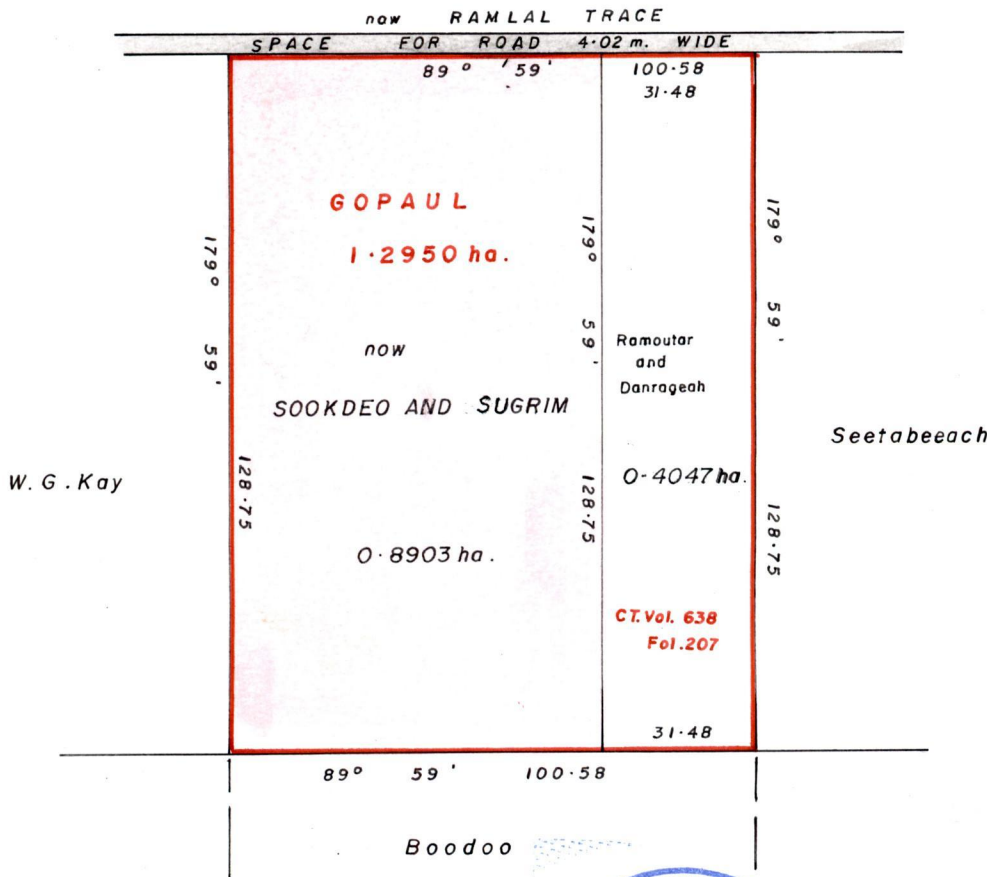 now RAMLAL TRACE
SPACE FOR ROAD 4·02 m. WIDE
89° 59' 100·58
31·48
GOPAUL
1·2950 ha.
179° 59'
179° 59'
179° 59'
now
Ramoutar
and
Danrageah
SOOKDEO AND SUGRIM
Seetabeeach
W. G. Kay
128·75
128·75
0·4047 ha.
128·75
0·8903 ha.
CT. Vol. 638
Fol. 207
31·48
89° 59' 100·58
Boodoo